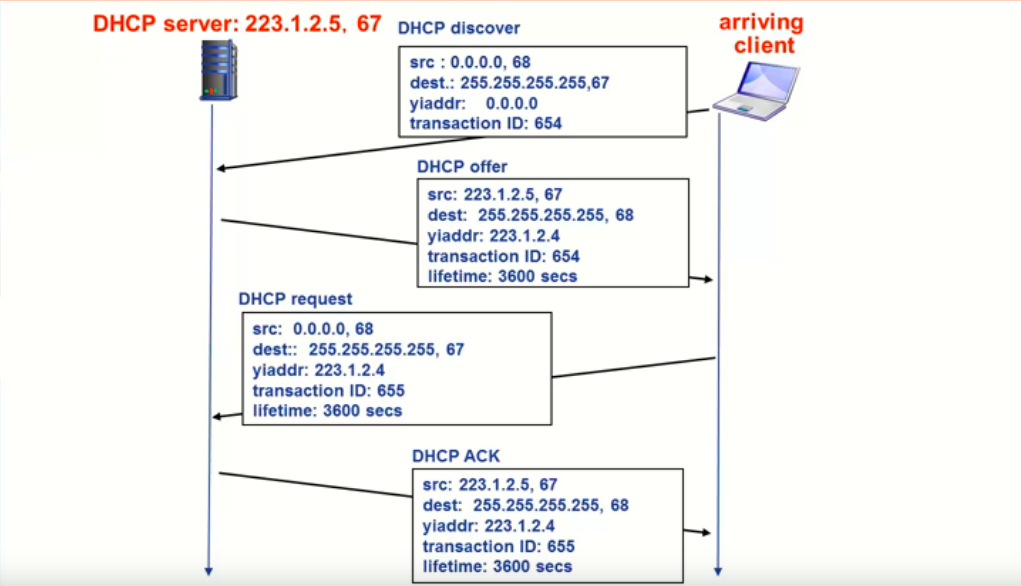 DHCP server: 223.1.2.5, 67
arriving
client
DHCP discover
src : 0.0.0.0, 68
dest.: 255.255.255.255,67
yiaddr: 0.0.0.0
transaction ID: 654
DHCP offer
src: 223.1.2.5, 67
dest: 255.255.255.255, 68
yiaddr: 223.1.2.4
transaction ID: 654
lifetime: 3600 secs
DHCP request
src: 0.0.0.0, 68
dest:: 255.255.255.255, 67
yiaddr: 223.1.2.4
transaction ID: 655
lifetime: 3600 secs
DHCP ACK
src: 223.1.2.5, 67
dest: 255.255.255.255, 68
yiaddr: 223.1.2.4
transaction ID: 655
lifetime: 3600 secs